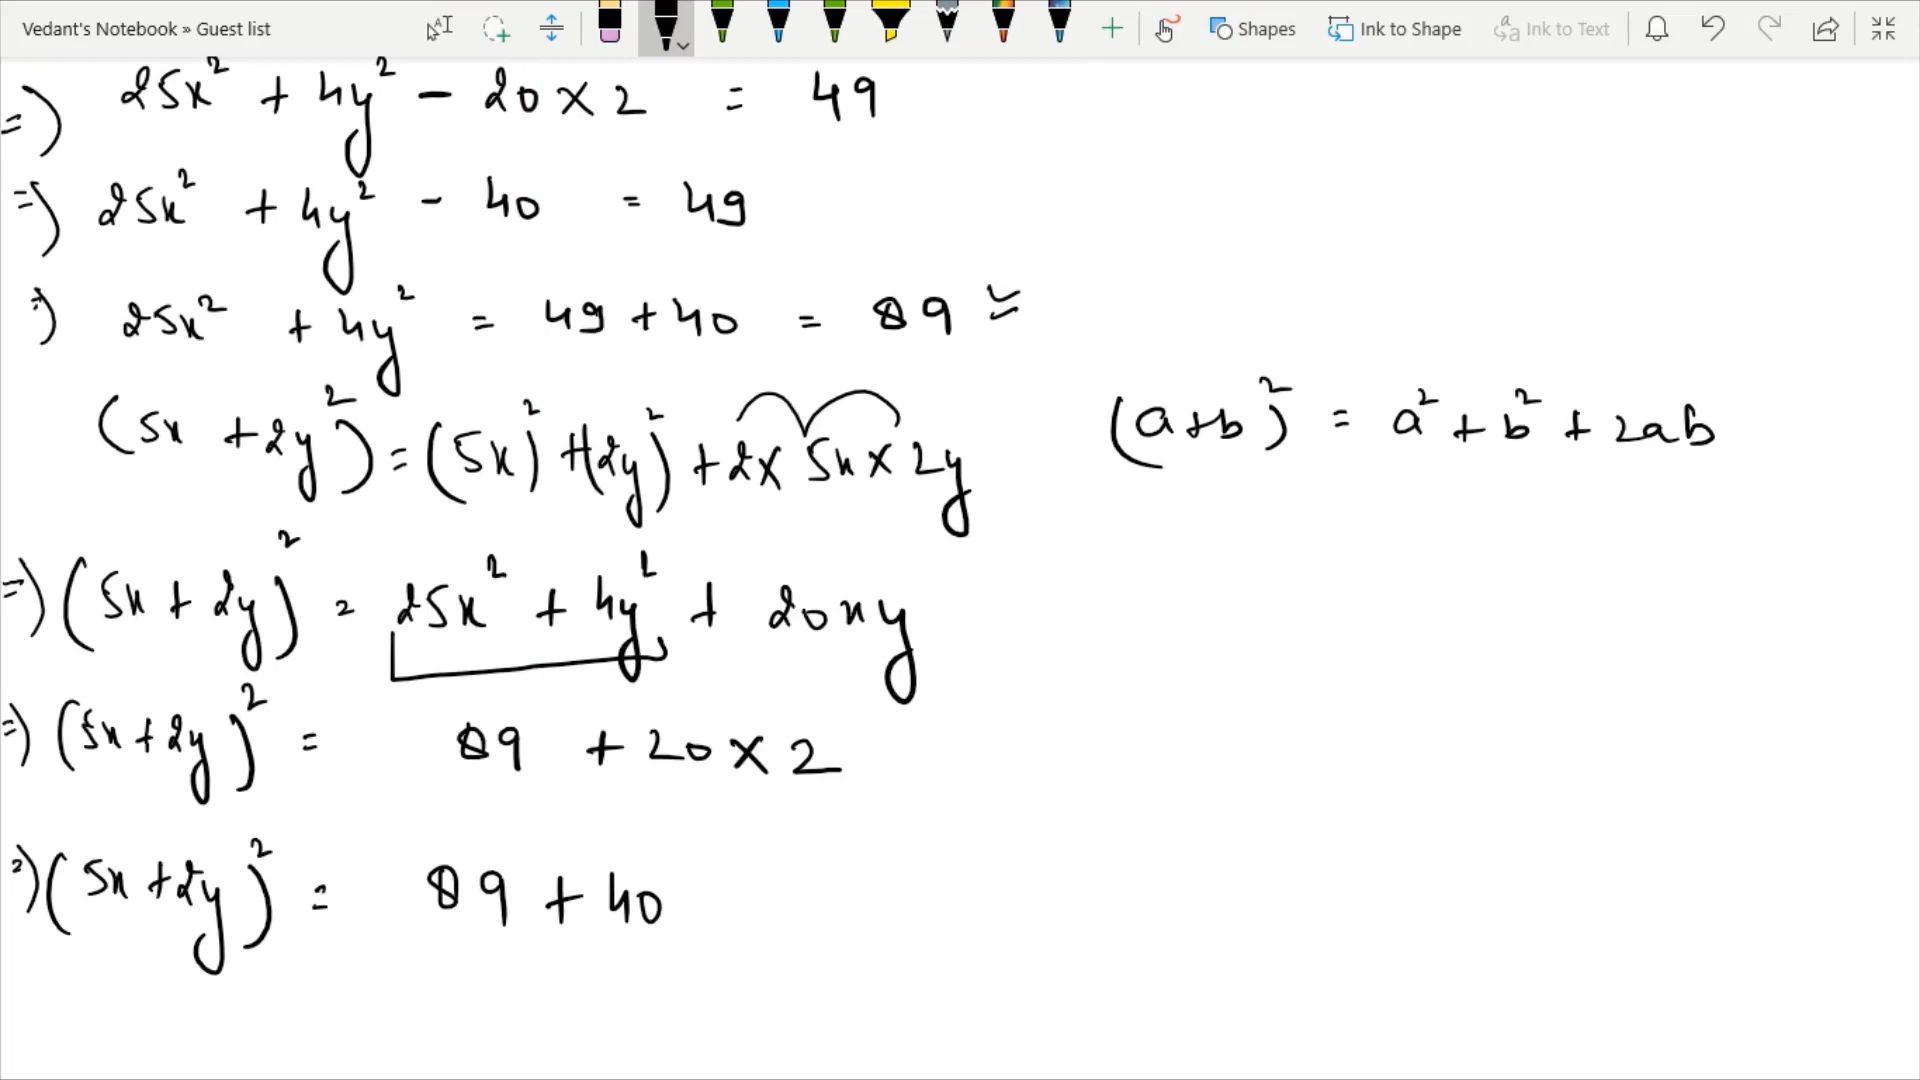 Vedant's Notebook » Guest list
Shapes
Ink to Shape
Ink to Text
=) 25x² + 4y² - 20 x 2 = 49
=) 25x² + 4y² - 40 = 49
=) 25x² + 4y² = 49 + 40 = 89
(5x + 2y)² = (5x)² + (2y)² + 2x 5x x 2y
(a+b)² = a² + b² + 2ab
=) (5x + 2y)² = 25x² + 4y² + 20xy
=) (5x + 2y)² = 89 + 20 x 2
=) (5x + 2y)² = 89 + 40